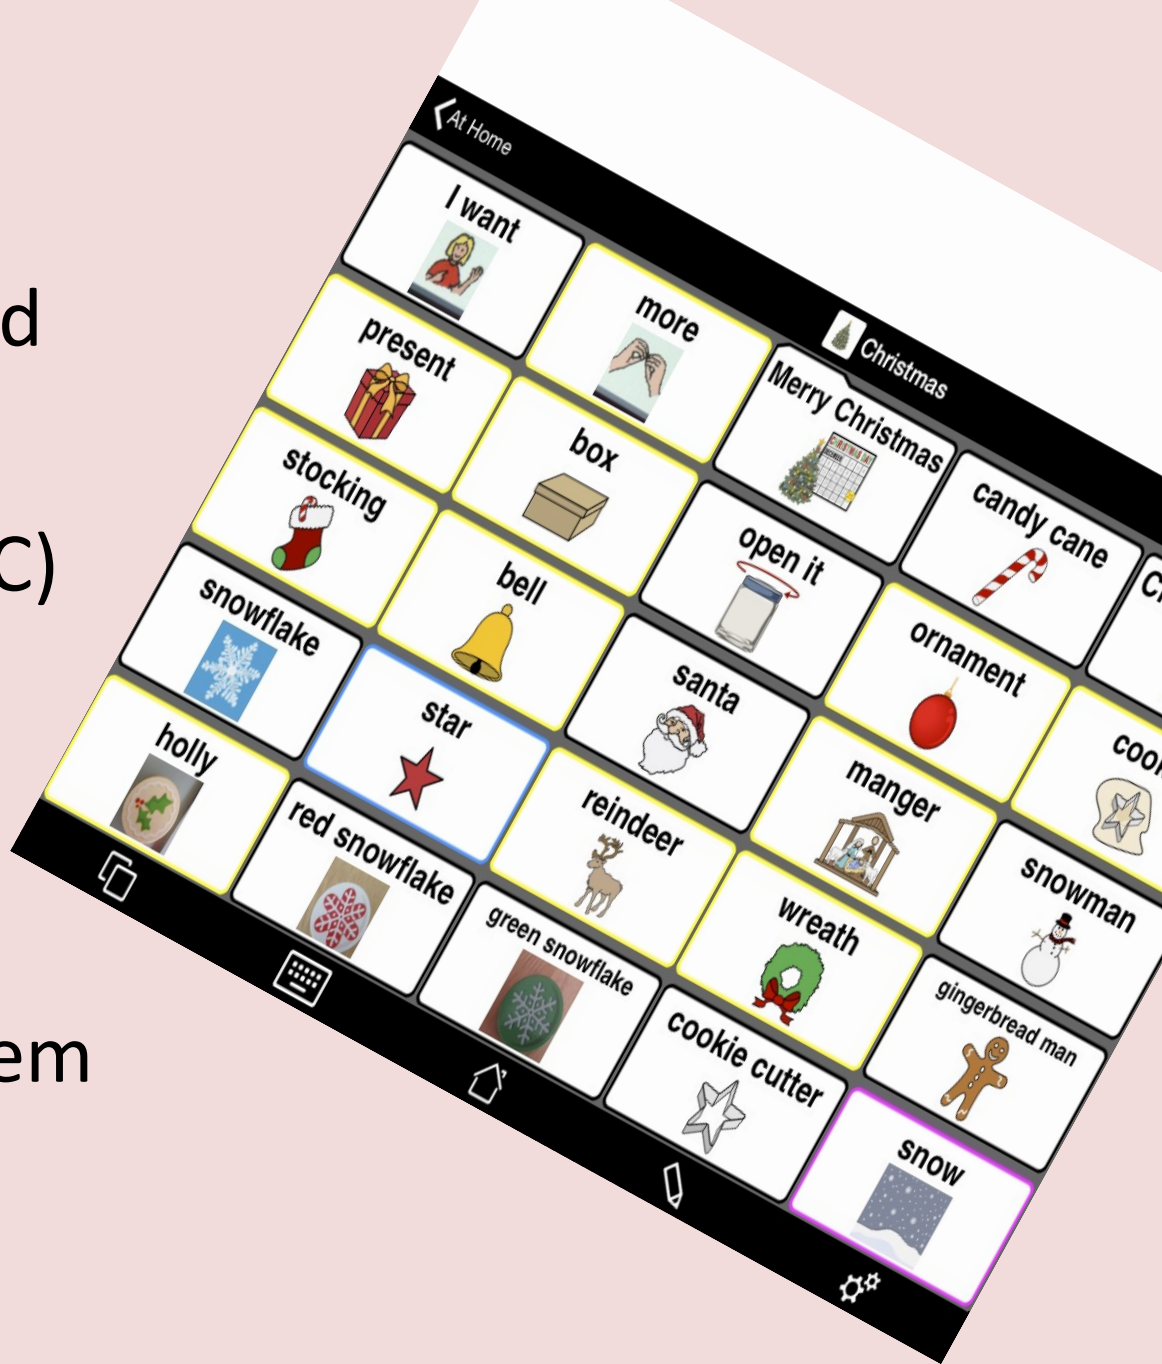 d
C)
em
At Home
Christmas
I want
more
Merry Christmas
candy cane
present
box
open it
ornament
stocking
bell
santa
manger
snowman
snowflake
star
reindeer
wreath
gingerbread man
holly
red snowflake
green snowflake
cookie cutter
snow